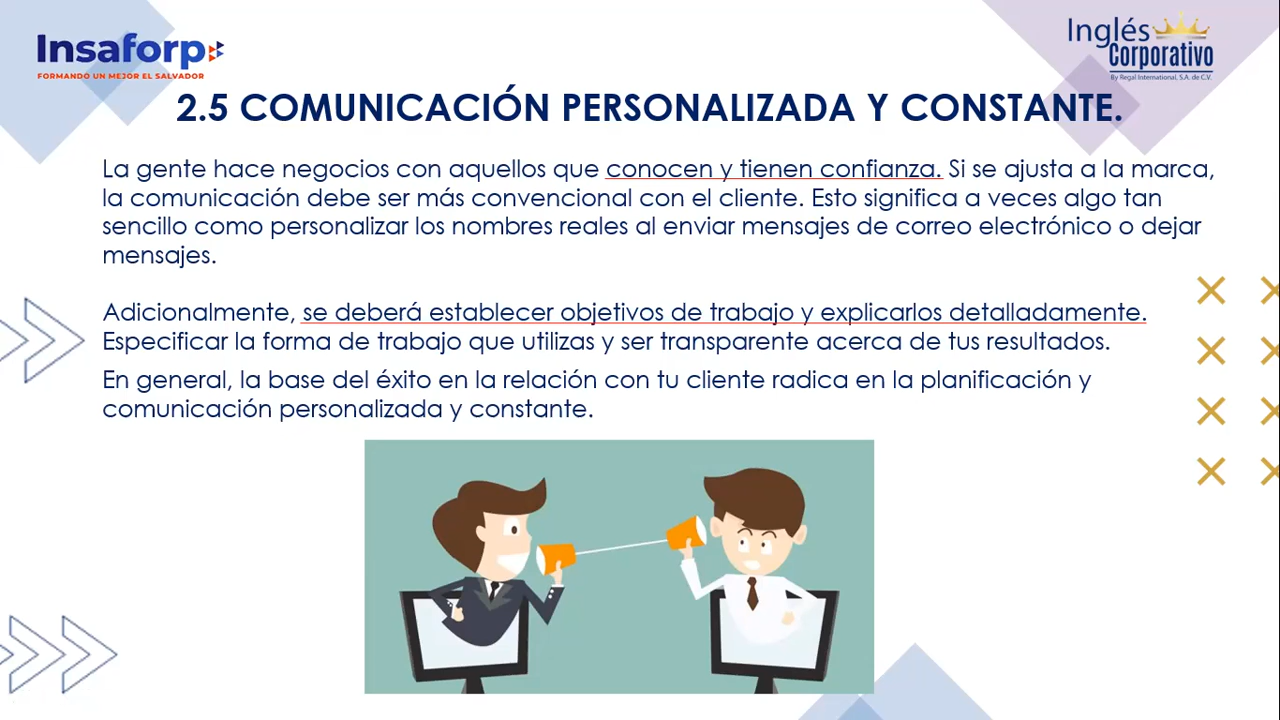 Insaforp
FORMANDO UN MEJOR EL SALVADOR
Inglés
Corporativo
By Regal International, S.A. de C.V.
2.5 COMUNICACIÓN PERSONALIZADA Y CONSTANTE.
La gente hace negocios con aquellos que conocen y tienen confianza. Si se ajusta a la marca,
la comunicación debe ser más convencional con el cliente. Esto significa a veces algo tan
sencillo como personalizar los nombres reales al enviar mensajes de correo electrónico o dejar
mensajes.
Adicionalmente, se deberá establecer objetivos de trabajo y explicarlos detalladamente.
Especificar la forma de trabajo que utilizas y ser transparente acerca de tus resultados.
En general, la base del éxito en la relación con tu cliente radica en la planificación y
comunicación personalizada y constante.